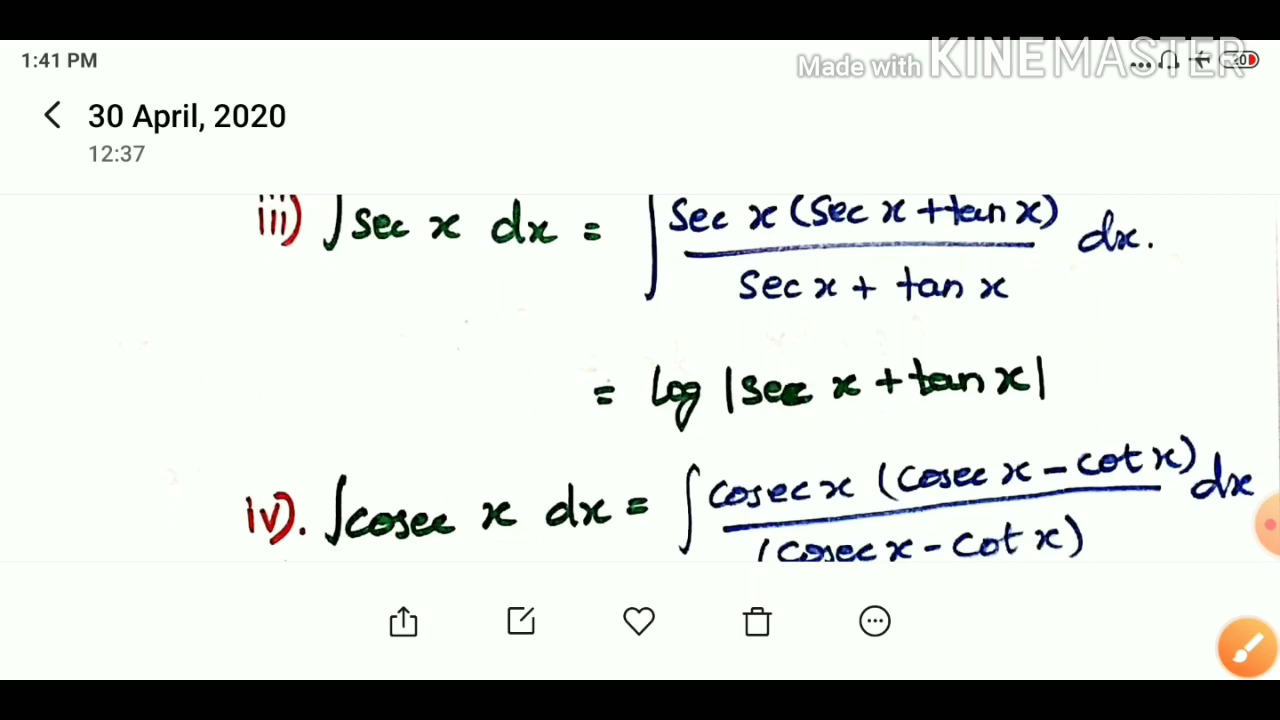 1:41 PM
Made with KINEMASTER
20
30 April, 2020
12:37
iii) ∫sec x dx = ∫ sec x (sec x + tan x) dx.
sec x + tan x
= log |sec x + tan x|
iv). ∫cosec x dx = ∫ cosec x (cosec x - cot x) dx
(cosec x - cot x)